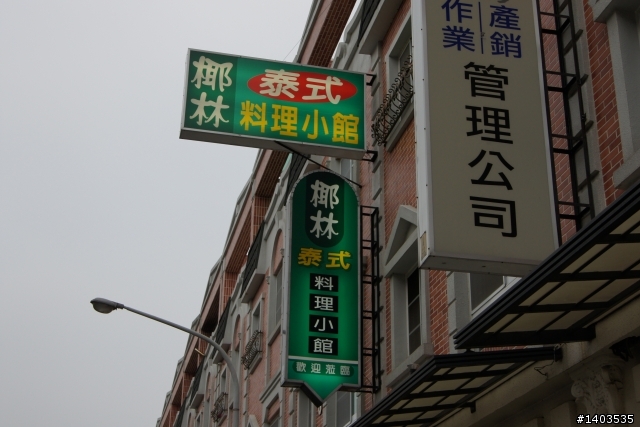 椰林
泰式
料理小館
椰林
泰式
料理小館
歡迎蒞臨
產銷
作業
管理公司
#1403535